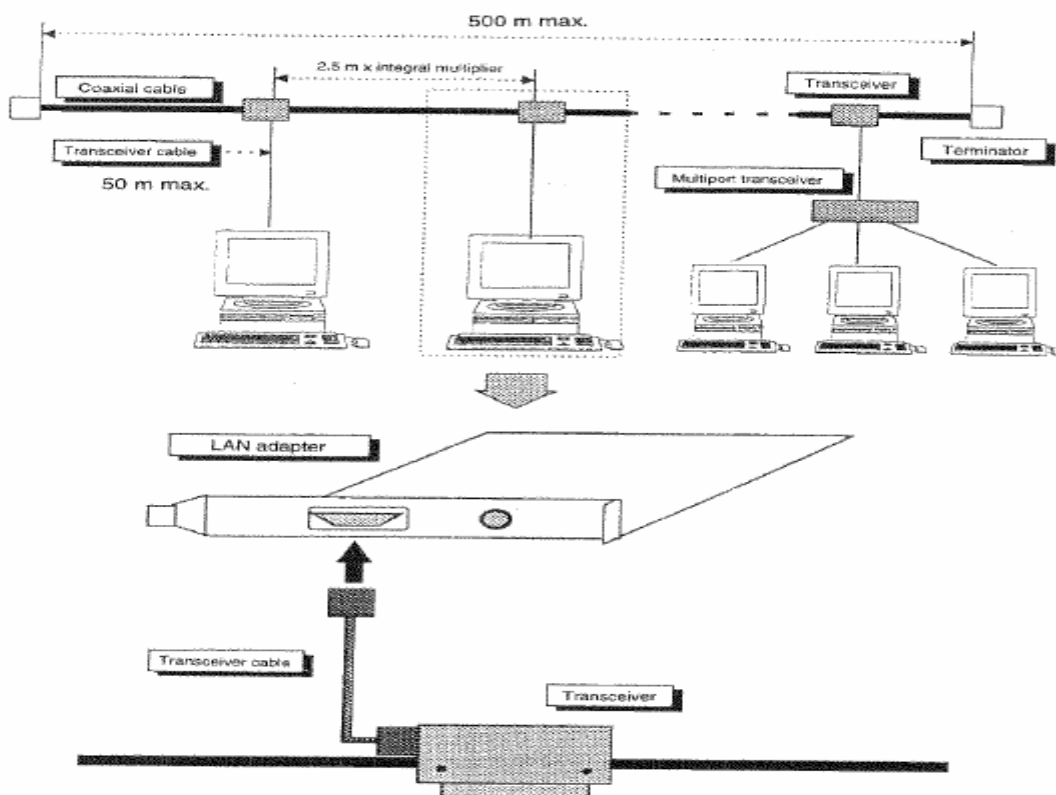 500 m max.
2.5 m x integral multiplier
Coaxial cable
Transceiver
Transceiver cable
Terminator
50 m max.
Multiport transceiver
LAN adapter
Transceiver cable
Transceiver